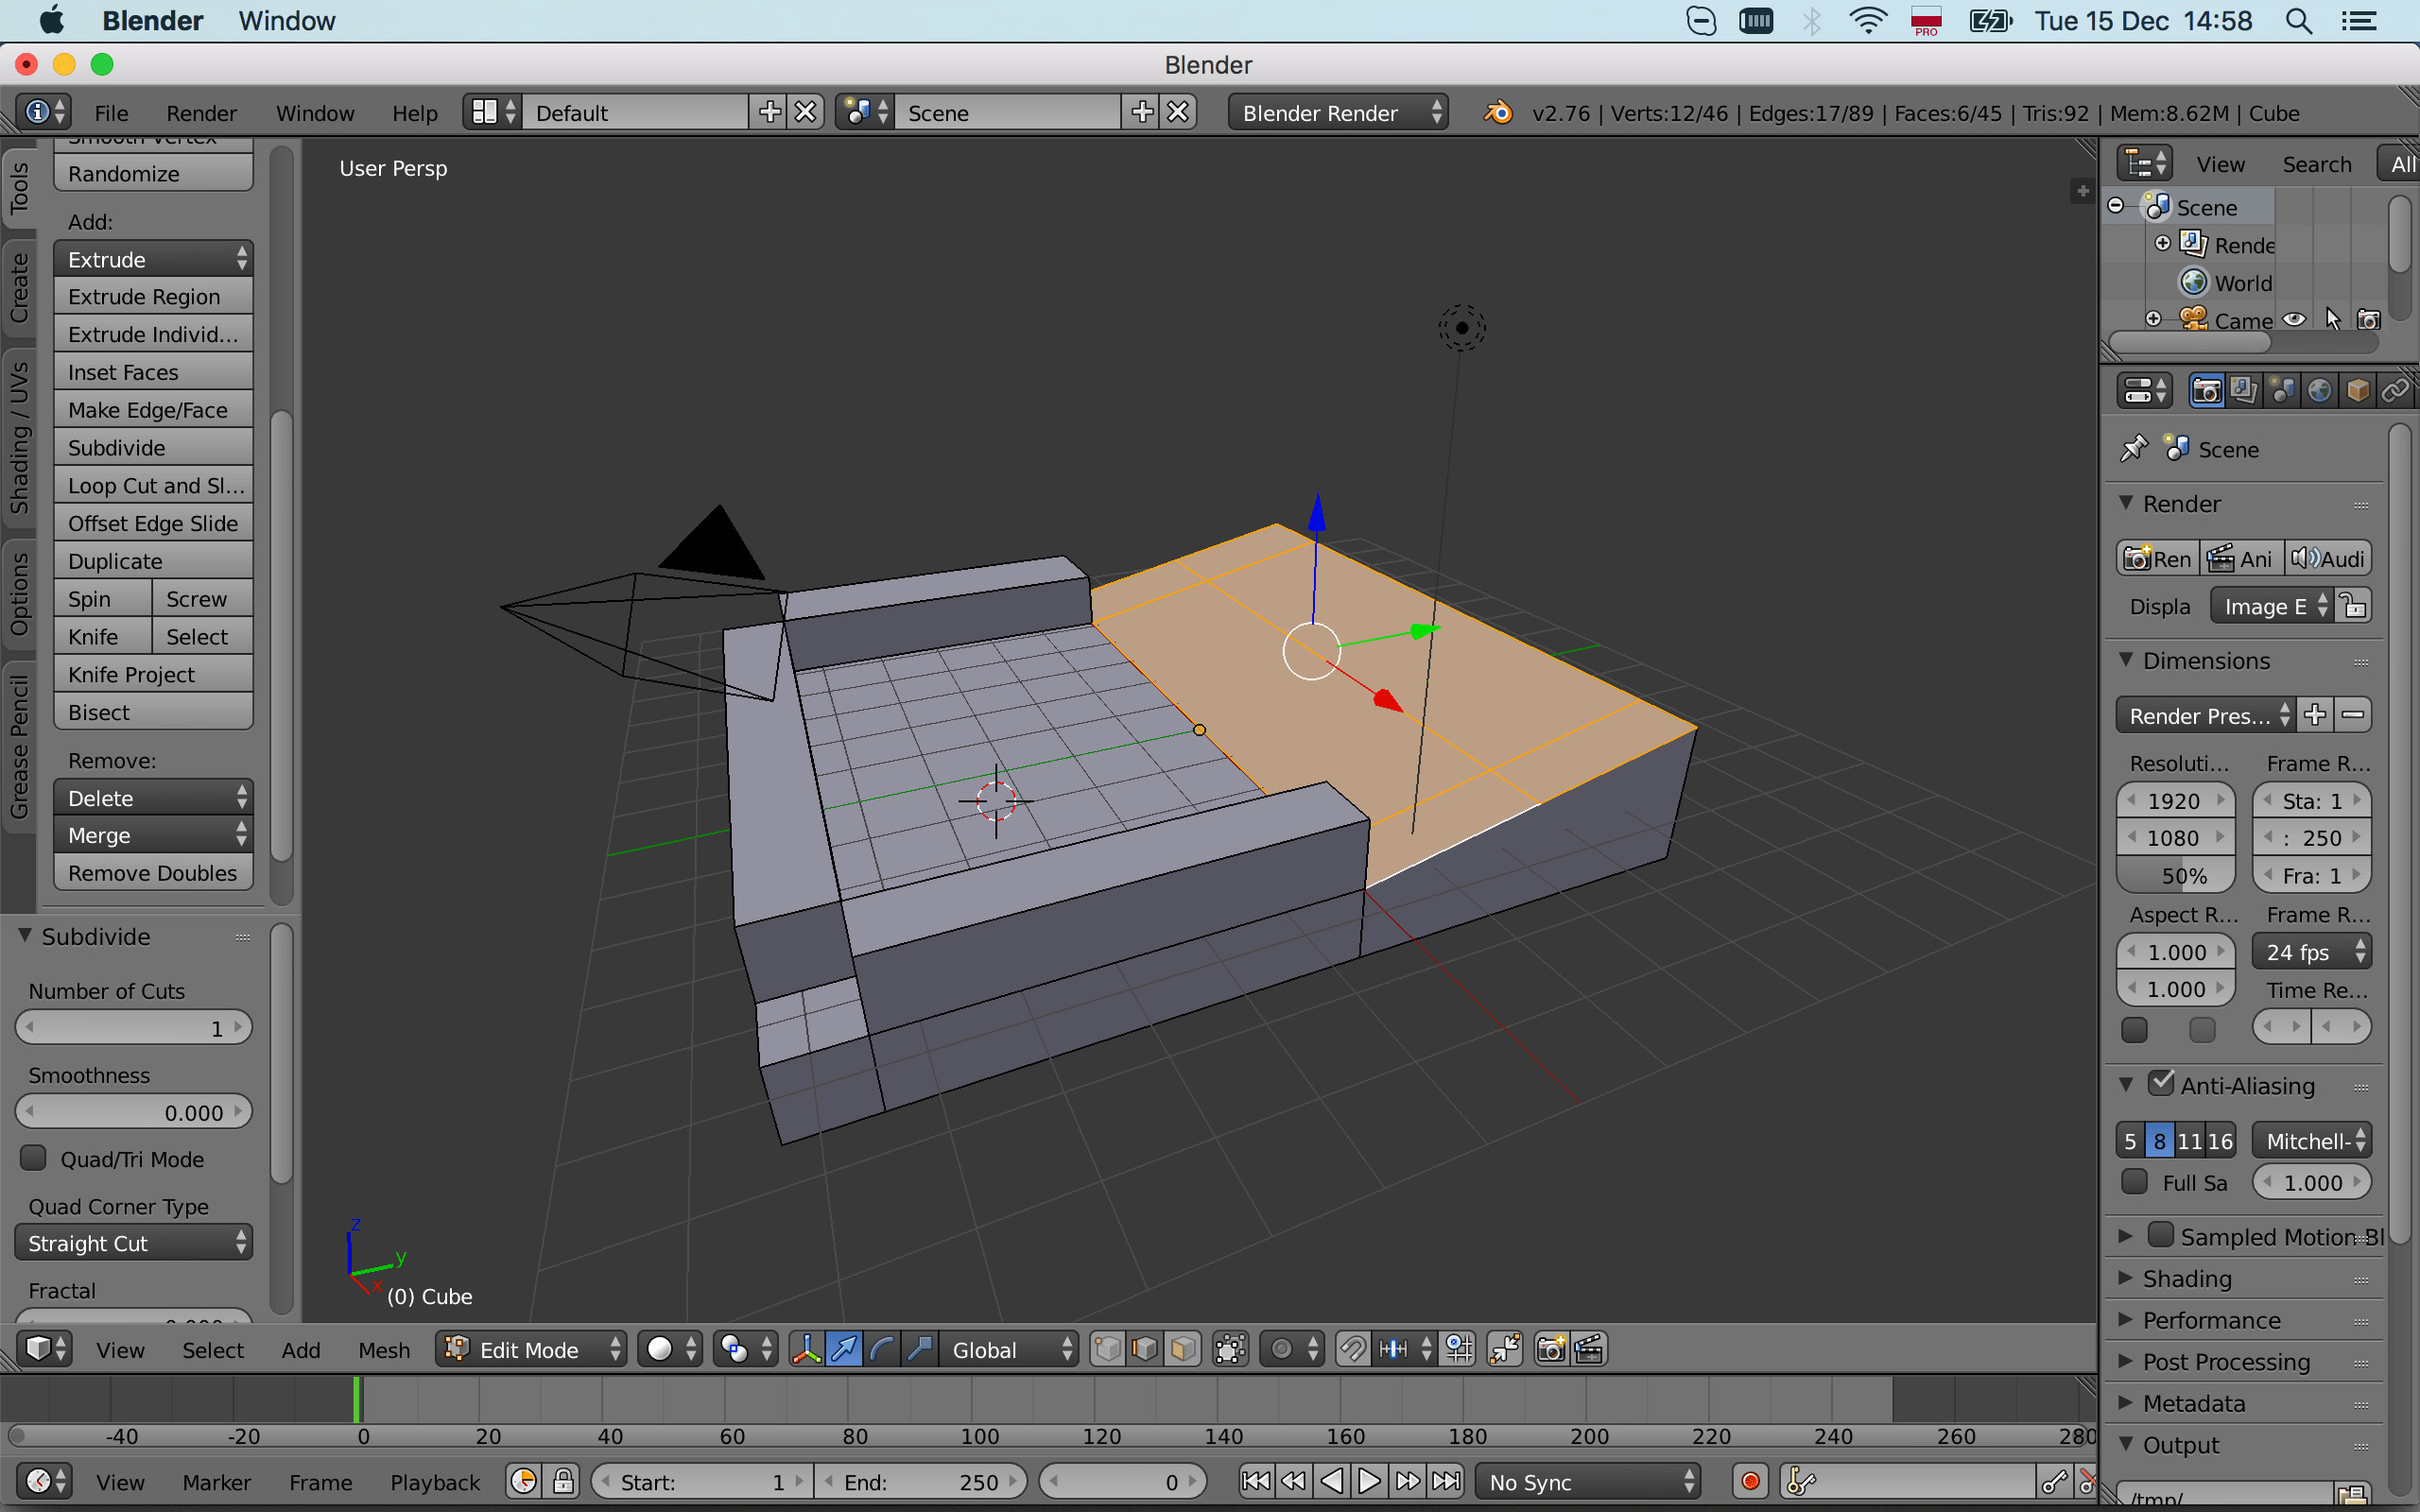 Blender Window PRO Tue 15 Dec 14:58
Blender
File Render Window Help Default Scene Blender Render v2.76 | Verts:12/46 | Edges:17/89 | Faces:6/45 | Tris:92 | Mem:8.62M | Cube
Tools
Create
Shading / UVs
Options
Grease Pencil
Smooth Vertex
Randomize
Add:
Extrude
Extrude Region
Extrude Individ...
Inset Faces
Make Edge/Face
Subdivide
Loop Cut and Sl...
Offset Edge Slide
Duplicate
Spin Screw
Knife Select
Knife Project
Bisect
Remove:
Delete
Merge
Remove Doubles
Subdivide
Number of Cuts
1
Smoothness
0.000
Quad/Tri Mode
Quad Corner Type
Straight Cut
Fractal
0.000
User Persp
z
y
x
(0) Cube
View Search All
Scene
Rende
World
Came
Scene
Render
Ren Ani Audi
Displa Image E
Dimensions
Render Pres...
Resoluti... Frame R...
1920 Sta: 1
1080 : 250
50% Fra: 1
Aspect R... Frame R...
1.000 24 fps
1.000 Time Re...
Anti-Aliasing
5 8 11 16 Mitchell-
Full Sa 1.000
Sampled Motion Bl
Shading
Performance
Post Processing
Metadata
Output
/tmp/
View Select Add Mesh Edit Mode Global
-40 -20 0 20 40 60 80 100 120 140 160 180 200 220 240 260 280
View Marker Frame Playback Start: 1 End: 250 0 No Sync